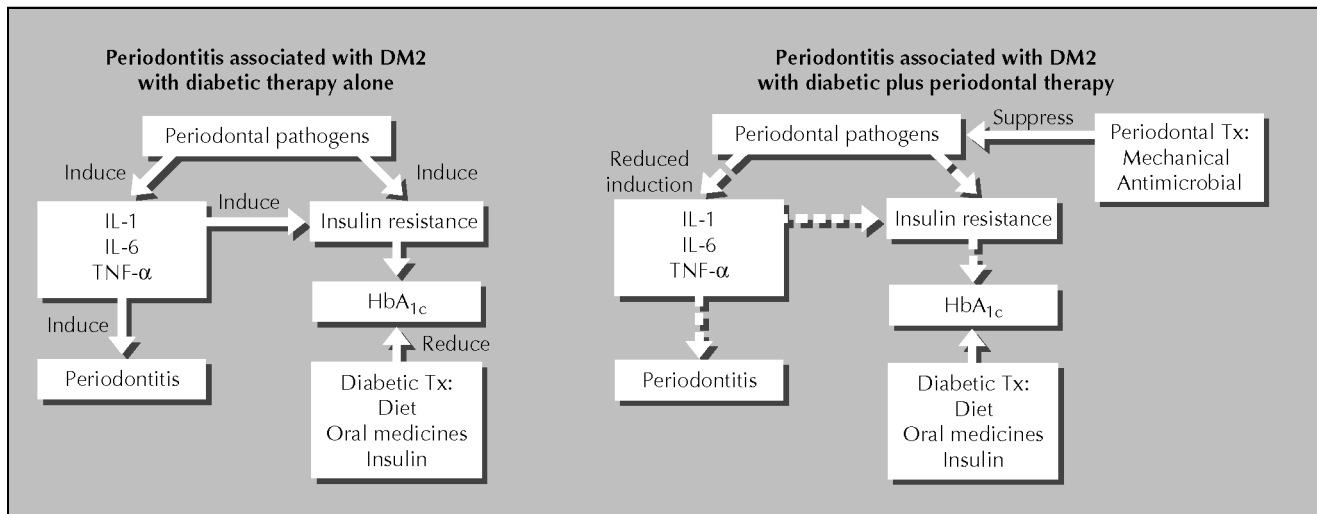 Periodontitis associated with DM2
with diabetic therapy alone
Periodontal pathogens
Induce
Induce
IL-1
IL-6
TNF-α
Induce
Insulin resistance
HbA1c
Induce
Reduce
Periodontitis
Diabetic Tx:
Diet
Oral medicines
Insulin
Periodontitis associated with DM2
with diabetic plus periodontal therapy
Periodontal pathogens
Suppress
Periodontal Tx:
Mechanical
Antimicrobial
Reduced
induction
IL-1
IL-6
TNF-α
Insulin resistance
HbA1c
Periodontitis
Diabetic Tx:
Diet
Oral medicines
Insulin